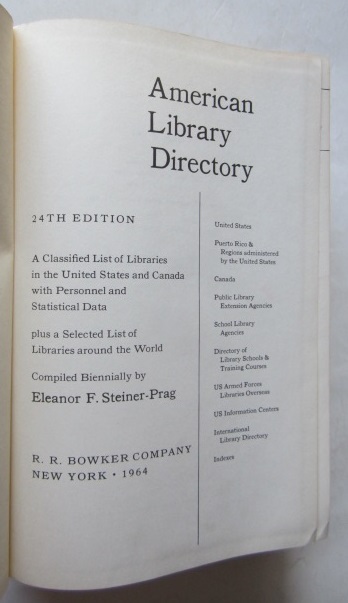 American
Library
Directory
24TH EDITION
A Classified List of Libraries
in the United States and Canada
with Personnel and
Statistical Data
plus a Selected List of
Libraries around the World
Compiled Biennially by
Eleanor F. Steiner-Prag
R. R. BOWKER COMPANY
NEW YORK · 1964
United States
Puerto Rico &
Regions administered
by the United States
Canada
Public Library
Extension Agencies
School Library
Agencies
Directory of
Library Schools &
Training Courses
US Armed Forces
Libraries Overseas
US Information Centers
International
Library Directory
Indexes